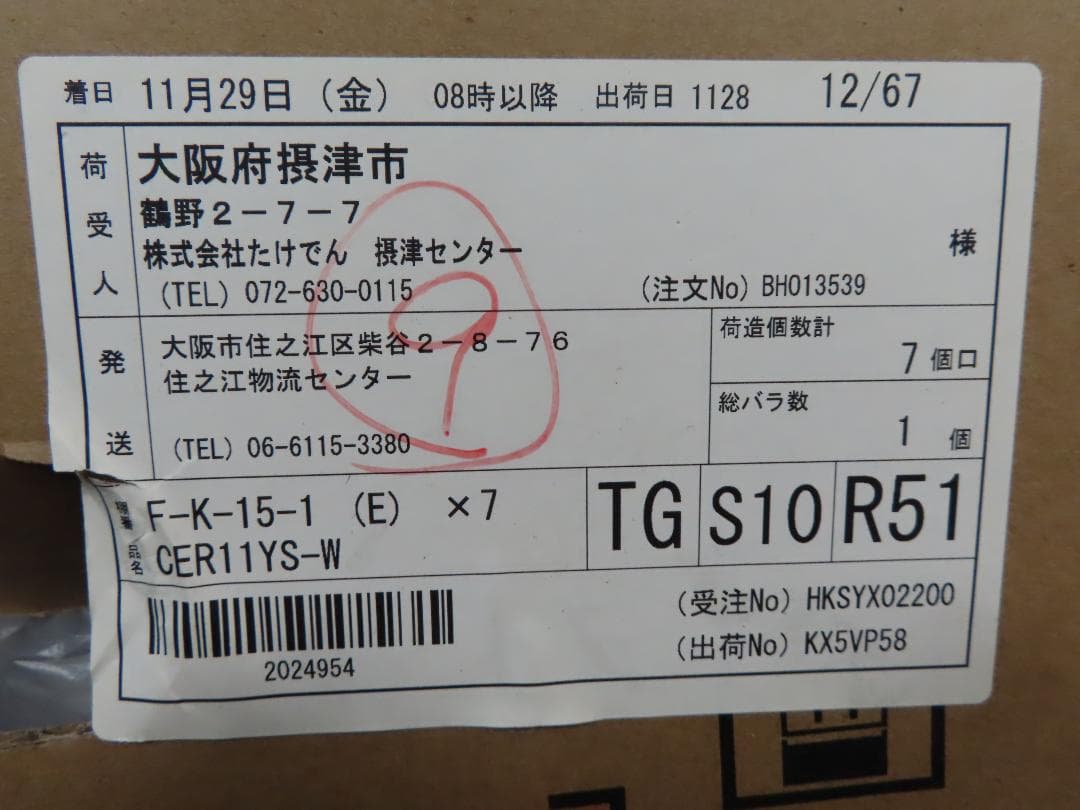 着日 11月29日（金） 08時以降 出荷日 1128 12/67
荷受人
大阪府摂津市
鶴野２－７－７
株式会社たけでん 摂津センター 様
（TEL）072-630-0115 （注文No）BH013539
発送
大阪市住之江区柴谷２－８－７６
住之江物流センター
（TEL）06-6115-3380
荷造個数計
7 個口
総バラ数
1 個
9
棚番 F-K-15-1 （E） ×7
品名 CER11YS-W
TG S10 R51
2024954
（受注No）HKSYX02200
（出荷No）KX5VP58